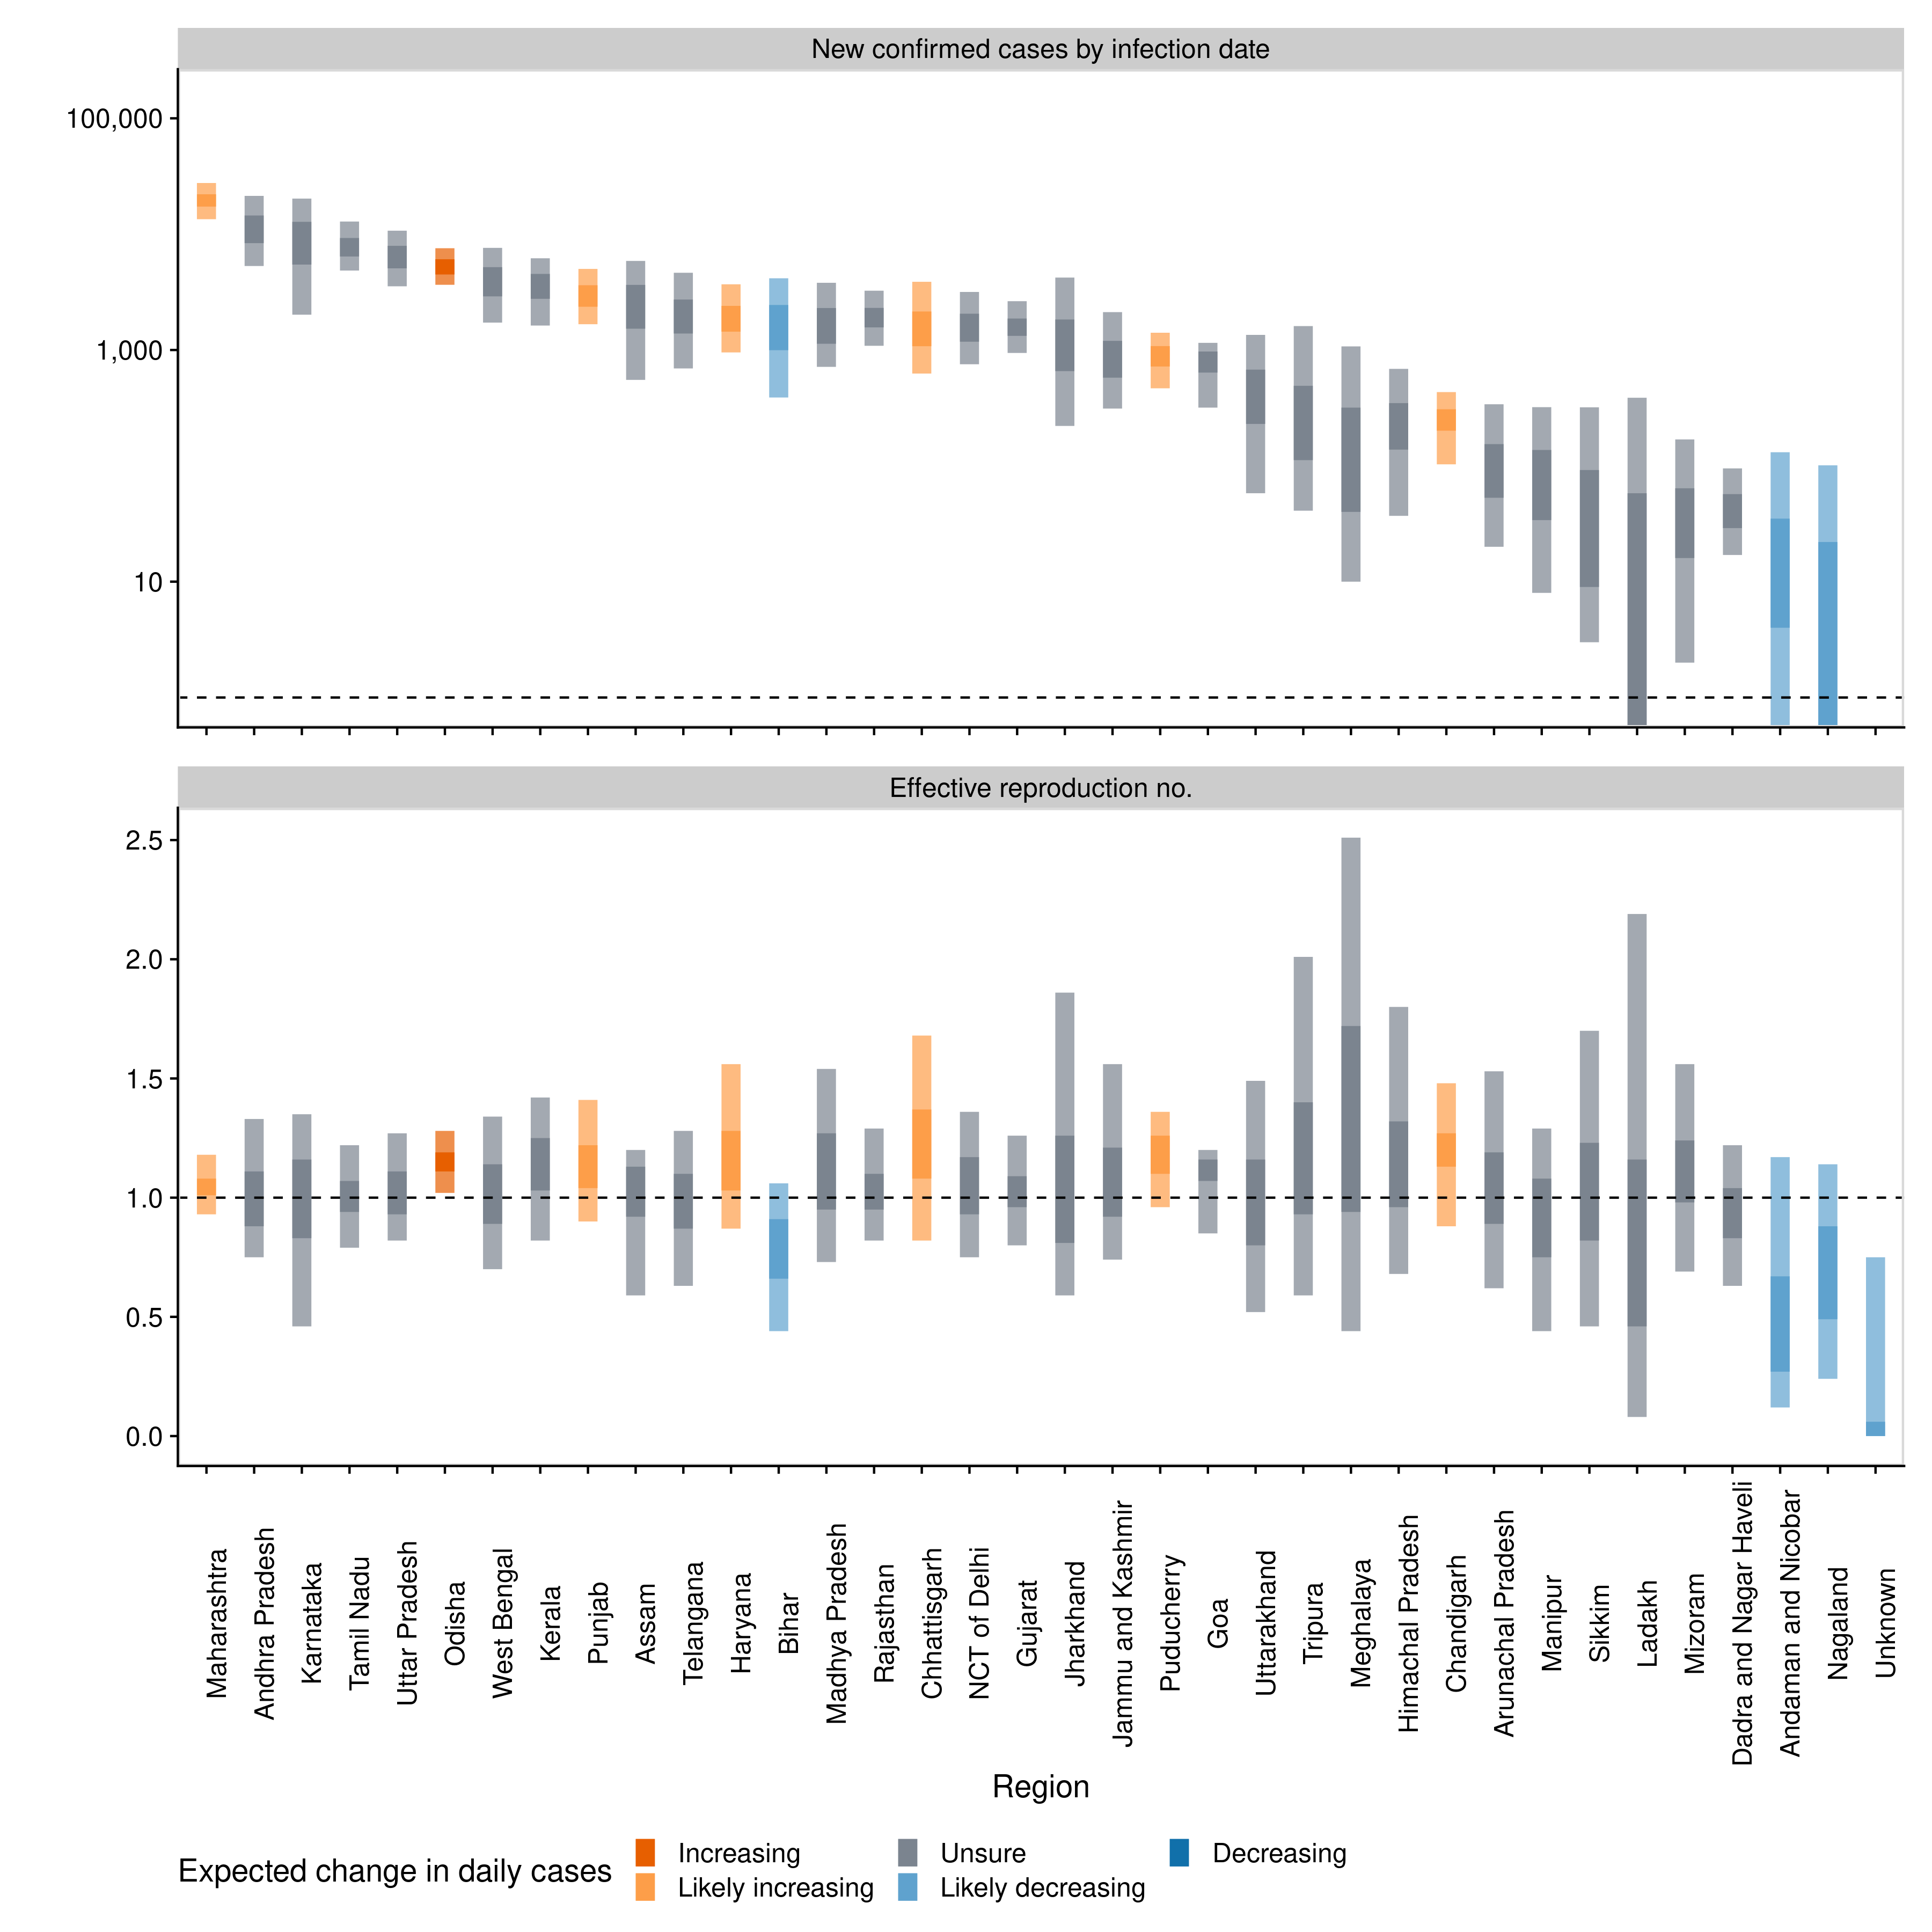 New confirmed cases by infection date
100,000
1,000
10
Effective reproduction no.
2.5
2.0
1.5
1.0
0.5
0.0
Maharashtra
Andhra Pradesh
Karnataka
Tamil Nadu
Uttar Pradesh
Odisha
West Bengal
Kerala
Punjab
Assam
Telangana
Haryana
Bihar
Madhya Pradesh
Rajasthan
Chhattisgarh
NCT of Delhi
Gujarat
Jharkhand
Jammu and Kashmir
Puducherry
Goa
Uttarakhand
Tripura
Meghalaya
Himachal Pradesh
Chandigarh
Arunachal Pradesh
Manipur
Sikkim
Ladakh
Mizoram
Dadra and Nagar Haveli
Andaman and Nicobar
Nagaland
Unknown
Region
Expected change in daily cases
Increasing
Likely increasing
Unsure
Likely decreasing
Decreasing